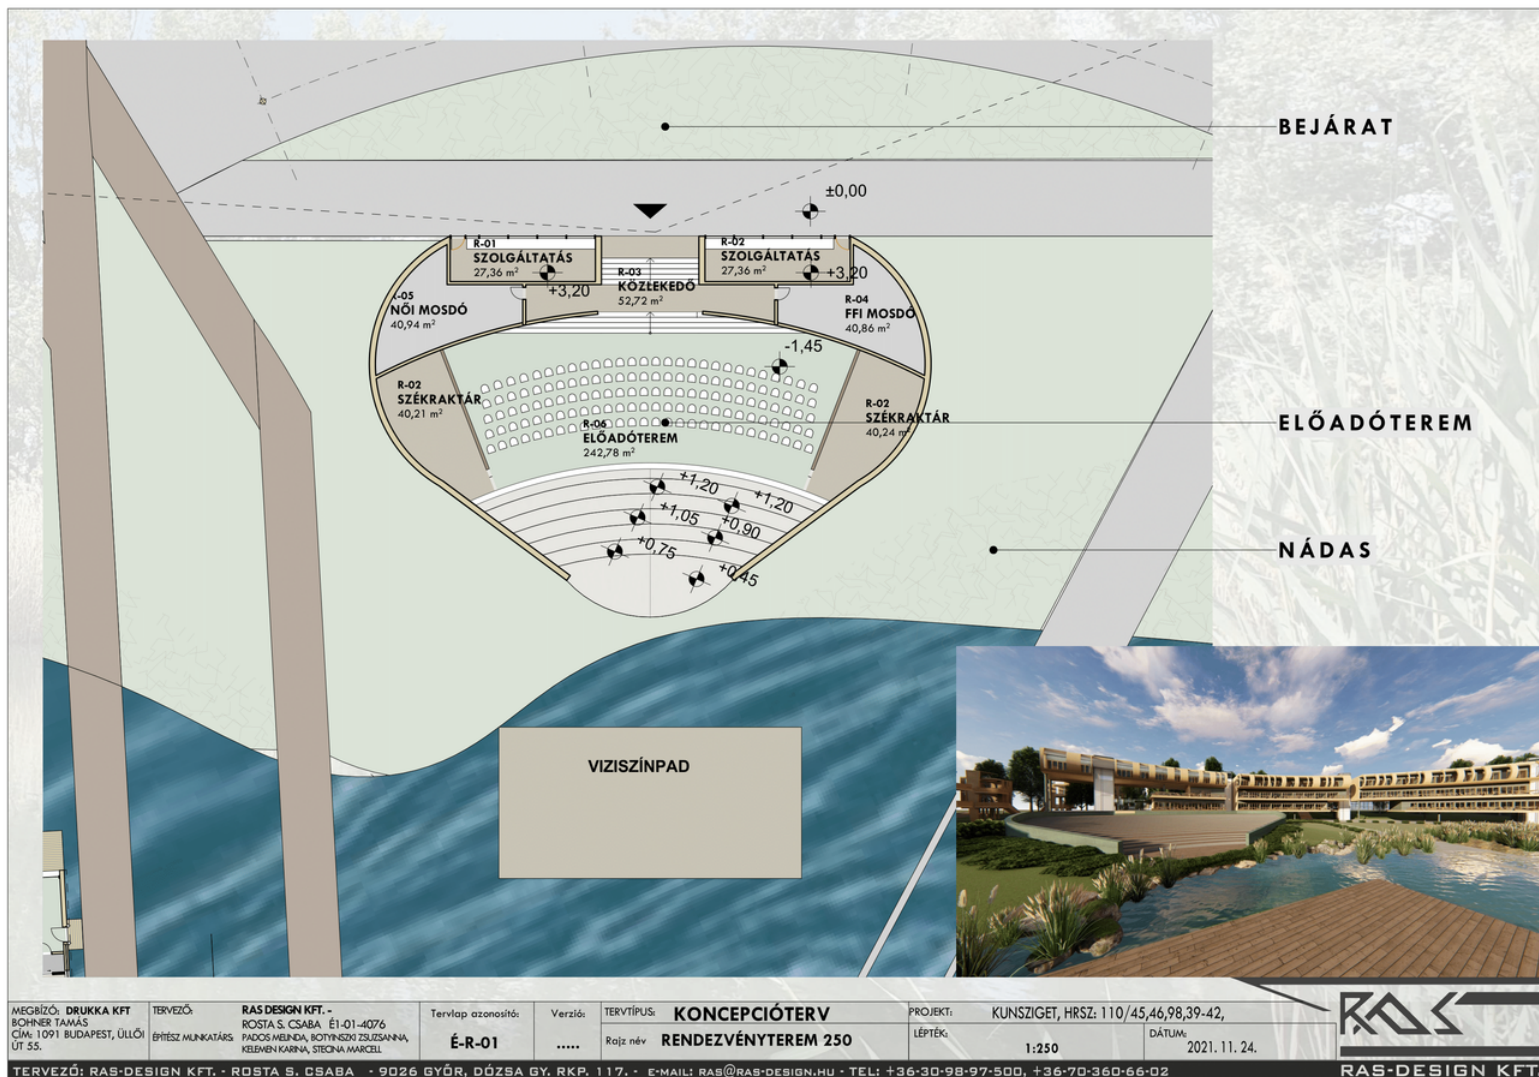 BEJÁRAT
±0,00
R-01
SZOLGÁLTATÁS
27,36 m²
+3,20
R-02
SZOLGÁLTATÁS
27,36 m²
+3,20
R-03
KÖZLEKEDŐ
52,72 m²
-05
NŐI MOSDÓ
40,94 m²
R-04
FFI MOSDÓ
40,86 m²
-1,45
R-02
SZÉKRAKTÁR
40,21 m²
R-02
SZÉKRAKTÁR
40,24 m²
R-06
ELŐADÓTEREM
242,78 m²
ELŐADÓTEREM
+1,20
+1,20
+1,05
+0,90
+0,75
+0,45
NÁDAS
VIZISZÍNPAD
MEGBÍZÓ: DRUKKA KFT
BOHNER TAMÁS
CÍM: 1091 BUDAPEST, ÜLLŐI
ÚT 55.
TERVEZŐ:
RAS DESIGN KFT. -
ROSTA S. CSABA É1-01-4076
ÉPÍTÉSZ MUNKATÁRS:
PADOS MELINDA, BOTYINSZKI ZSUZSANNA,
KELEMEN KARINA, STECINA MARCELL
Tervlap azonosító:
É-R-01
Verzió:
.....
TERVTÍPUS: KONCEPCIÓTERV
Rajz név RENDEZVÉNYTEREM 250
PROJEKT: KUNSZIGET, HRSZ: 110/45,46,98,39-42,
LÉPTÉK:
1:250
DÁTUM:
2021. 11. 24.
RAS
TERVEZŐ: RAS-DESIGN KFT. - ROSTA S. CSABA - 9026 GYŐR, DÓZSA GY. RKP. 117. - E-MAIL: RAS@RAS-DESIGN.HU - TEL: +36-30-98-97-500, +36-70-360-66-02
RAS-DESIGN KFT